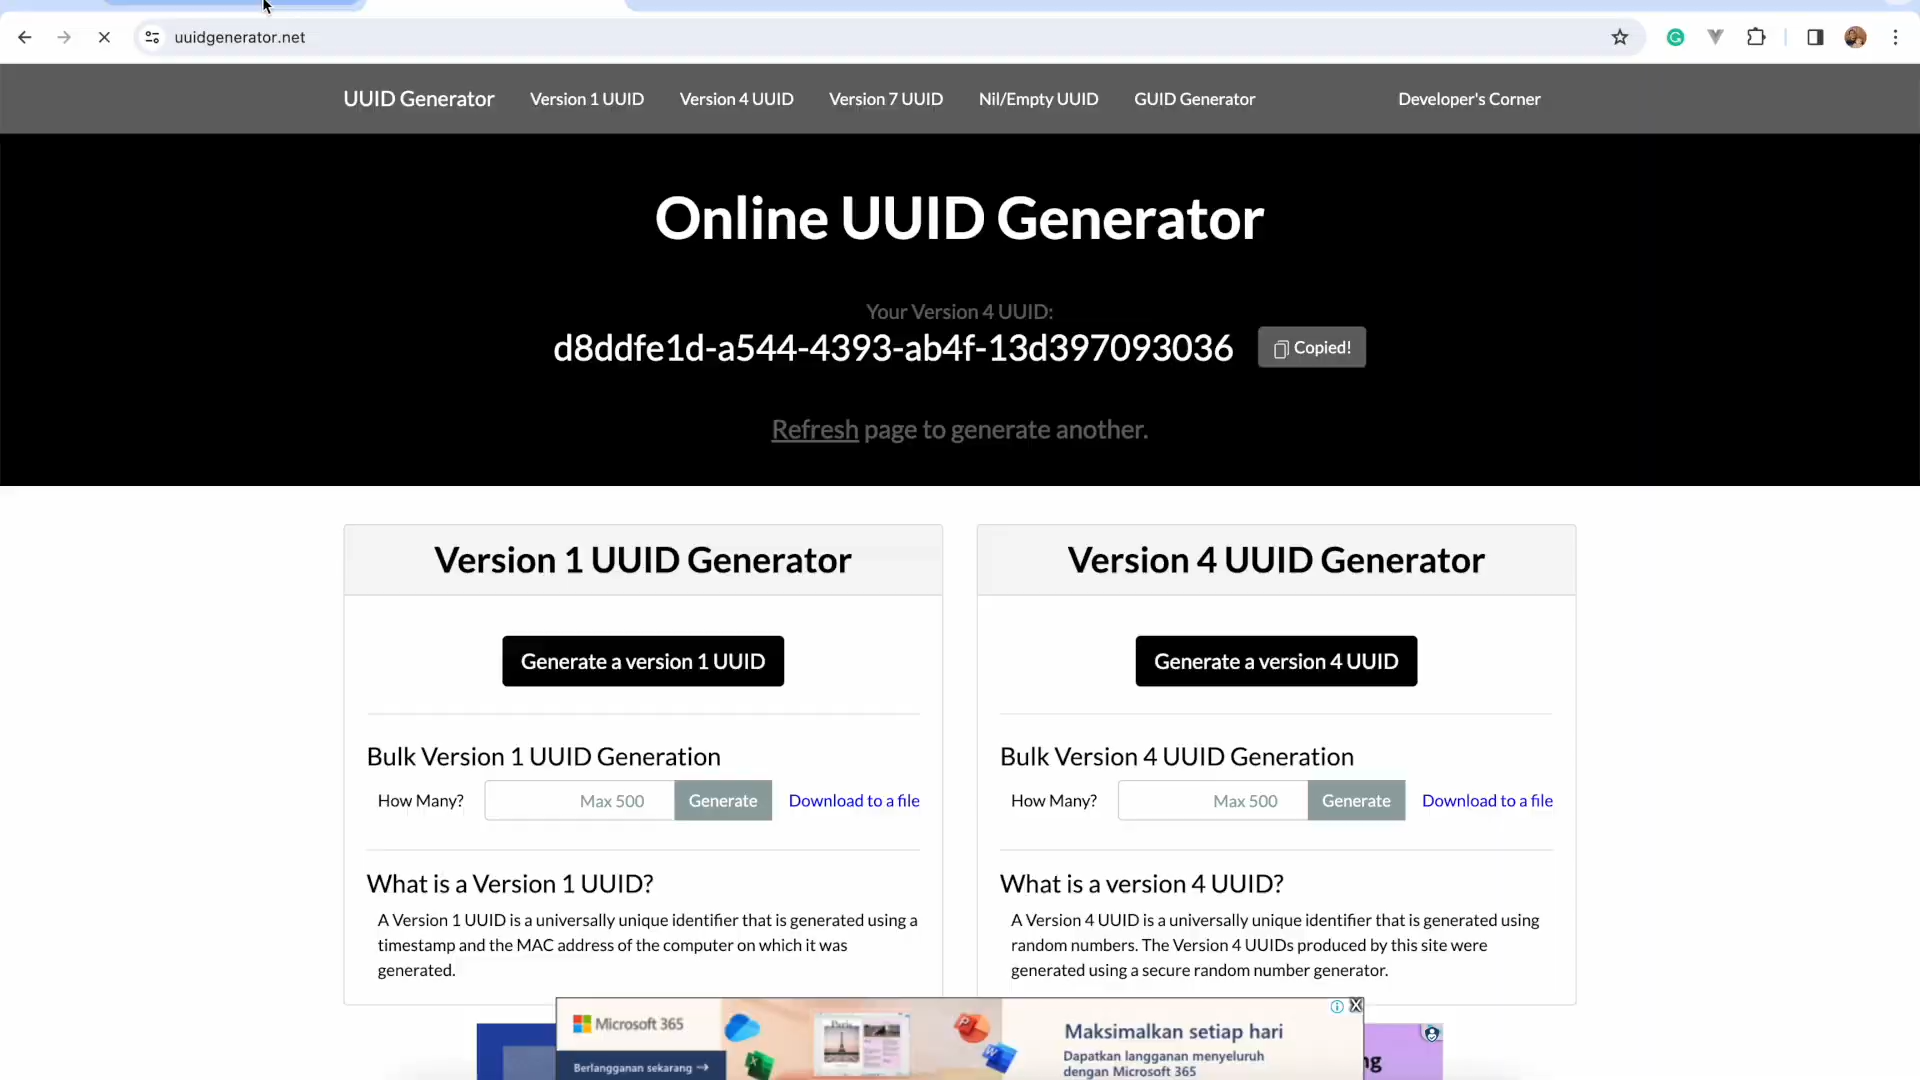 uuidgenerator.net
UUID Generator Version 1 UUID Version 4 UUID Version 7 UUID Nil/Empty UUID GUID Generator Developer's Corner
Online UUID Generator
Your Version 4 UUID:
d8ddfe1d-a544-4393-ab4f-13d397093036 Copied!
Refresh page to generate another.
Version 1 UUID Generator
Generate a version 1 UUID
Bulk Version 1 UUID Generation
How Many? Max 500 Generate Download to a file
What is a Version 1 UUID?
A Version 1 UUID is a universally unique identifier that is generated using a
timestamp and the MAC address of the computer on which it was
generated.
Version 4 UUID Generator
Generate a version 4 UUID
Bulk Version 4 UUID Generation
How Many? Max 500 Generate Download to a file
What is a version 4 UUID?
A Version 4 UUID is a universally unique identifier that is generated using
random numbers. The Version 4 UUIDs produced by this site were
generated using a secure random number generator.
Microsoft 365
Berlangganan sekarang →
Paris
Maksimalkan setiap hari
Dapatkan langganan menyeluruh
dengan Microsoft 365